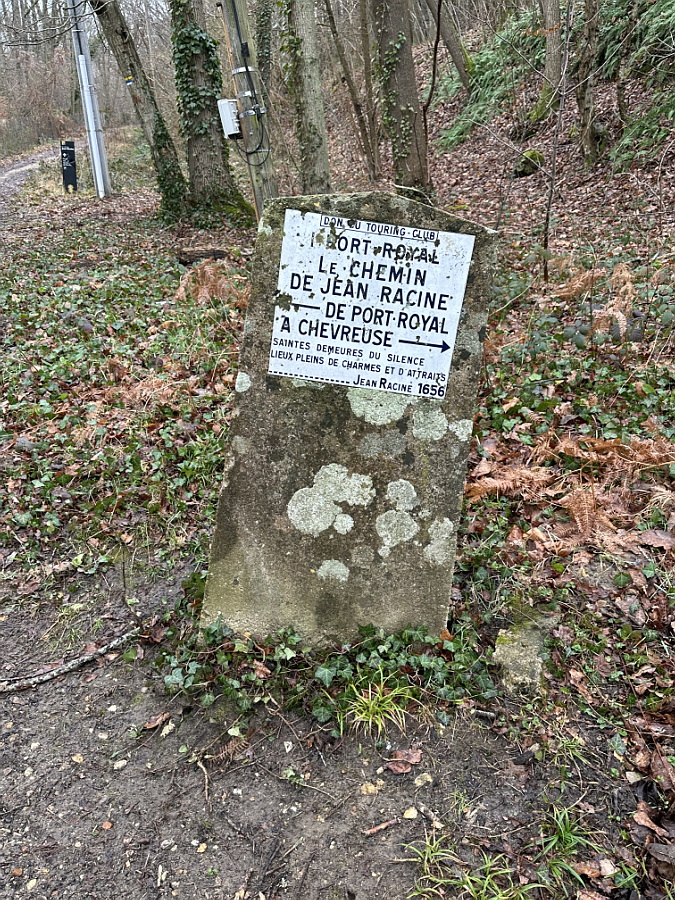 DON DU TOURING-CLUB
PORT-ROYAL
LE CHEMIN
DE JEAN RACINE
DE PORT-ROYAL
A CHEVREUSE
SAINTES DEMEURES DU SILENCE
LIEUX PLEINS DE CHARMES ET D'ATTRAITS
JEAN RACINE 1656